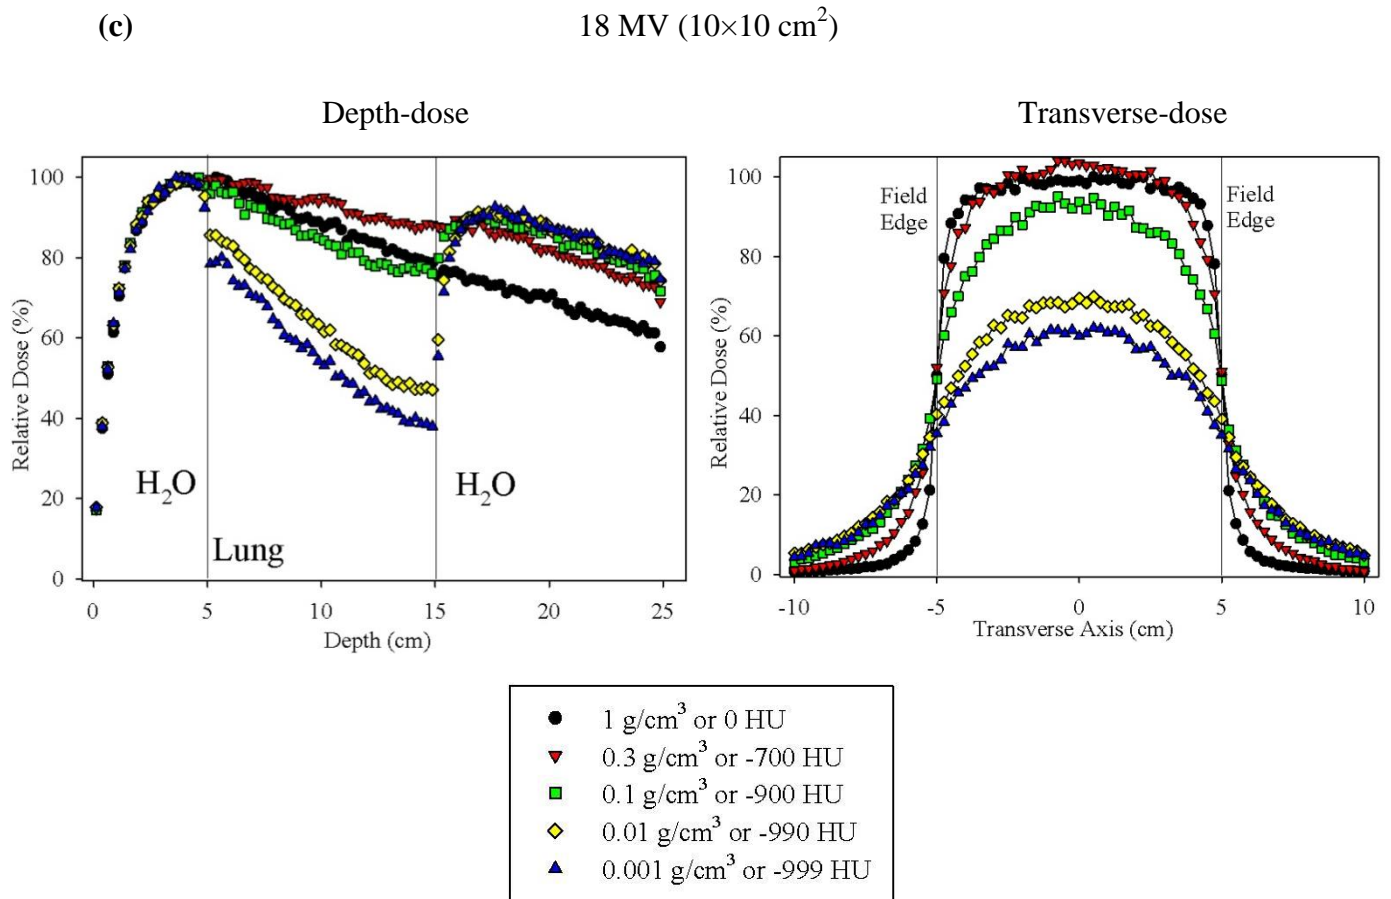 (c) 18 MV (10×10 cm²)
Depth-dose
Transverse-dose
Relative Dose (%)
100
80
60
40
20
0
H₂O
Lung
H₂O
0 5 10 15 20 25
Depth (cm)
Relative Dose (%)
100
80
60
40
20
0
Field
Edge
Field
Edge
-10 -5 0 5 10
Transverse Axis (cm)
1 g/cm³ or 0 HU
0.3 g/cm³ or -700 HU
0.1 g/cm³ or -900 HU
0.01 g/cm³ or -990 HU
0.001 g/cm³ or -999 HU